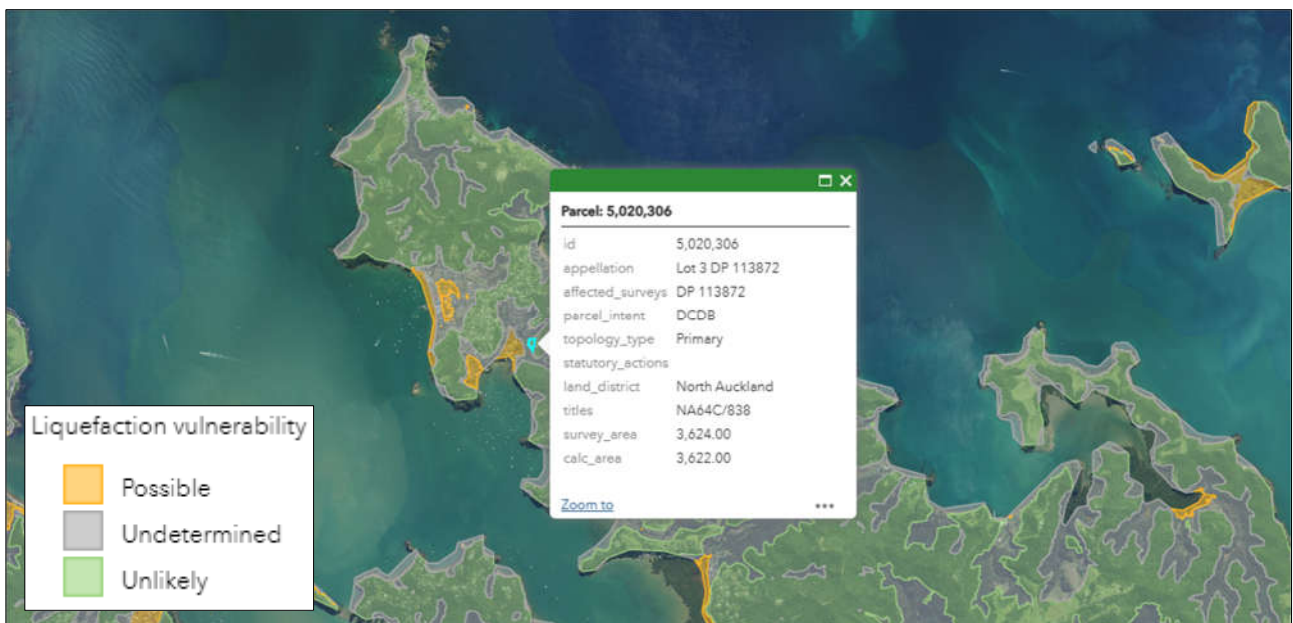 Parcel: 5,020,306
id 5,020,306
appellation Lot 3 DP 113872
affected_surveys DP 113872
parcel_intent DCDB
topology_type Primary
statutory_actions
land_district North Auckland
titles NA64C/838
survey_area 3,624.00
calc_area 3,622.00
Zoom to
Liquefaction vulnerability
Possible
Undetermined
Unlikely